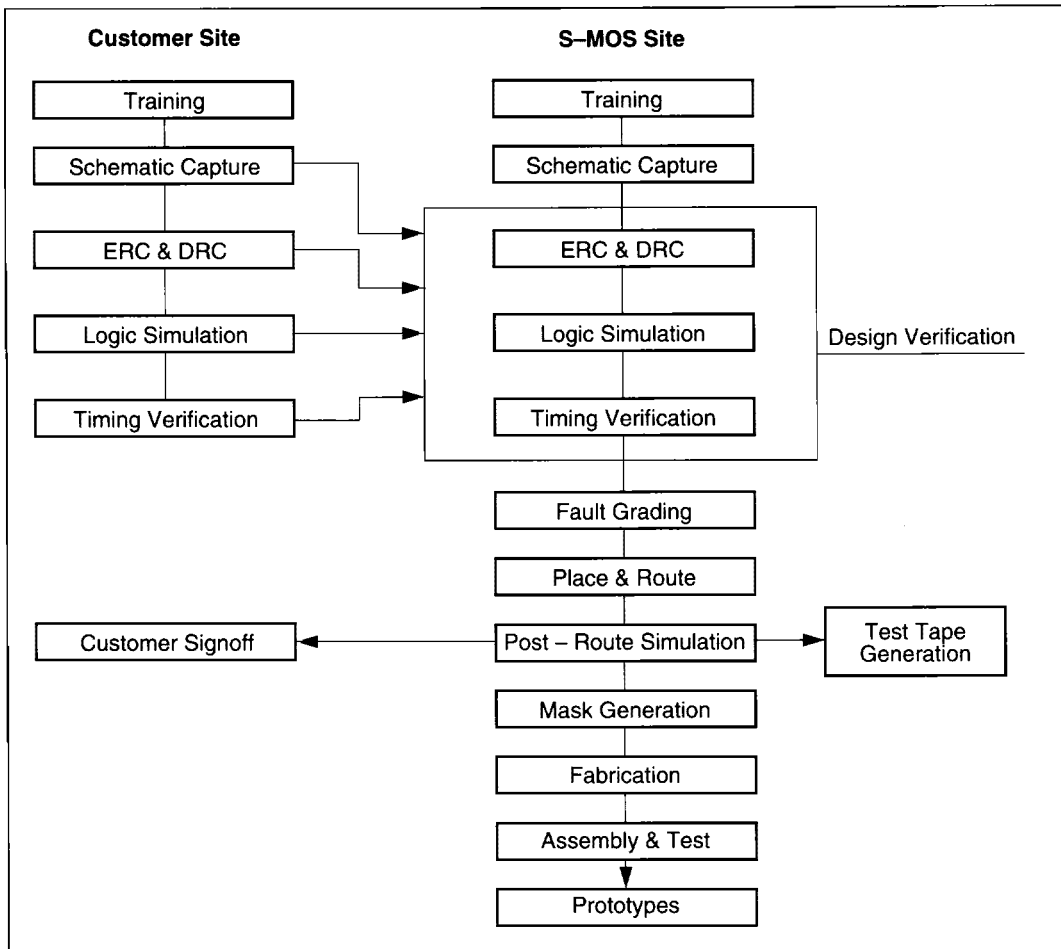 Customer Site
S–MOS Site
Training
Training
Schematic Capture
Schematic Capture
ERC & DRC
ERC & DRC
Logic Simulation
Logic Simulation
Design Verification
Timing Verification
Timing Verification
Fault Grading
Place & Route
Customer Signoff
Post – Route Simulation
Test Tape
Generation
Mask Generation
Fabrication
Assembly & Test
Prototypes